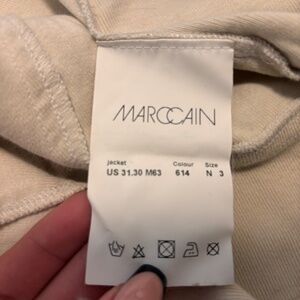 MARCCAIN
jacket Colour Size
US 31.30 M63 614 N 3